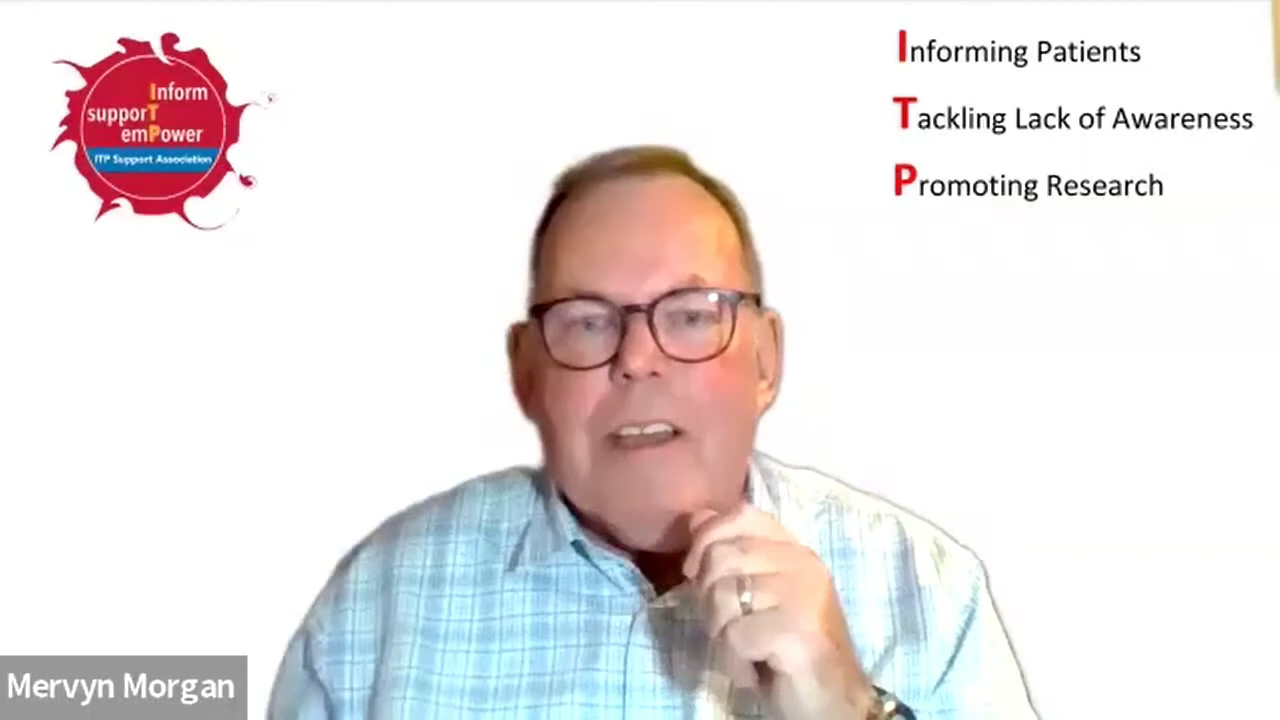 Inform
supporT
emPower
ITP Support Association
Informing Patients
Tackling Lack of Awareness
Promoting Research
Mervyn Morgan